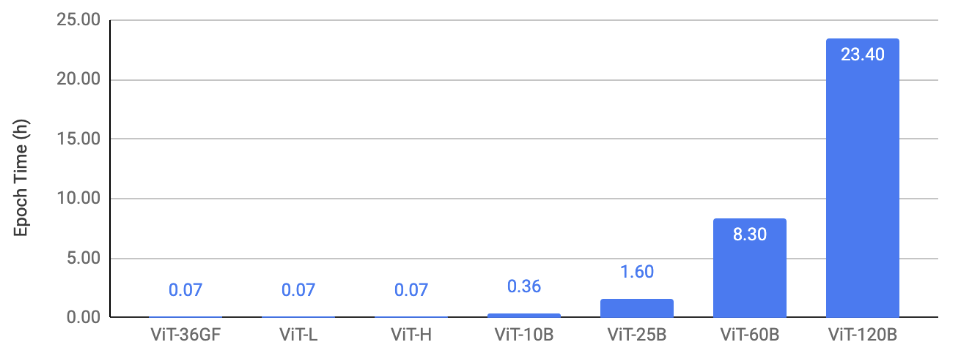 25.00
20.00
15.00
10.00
5.00
0.00
Epoch Time (h)
0.07
0.07
0.07
0.36
1.60
8.30
23.40
ViT-36GF
ViT-L
ViT-H
ViT-10B
ViT-25B
ViT-60B
ViT-120B